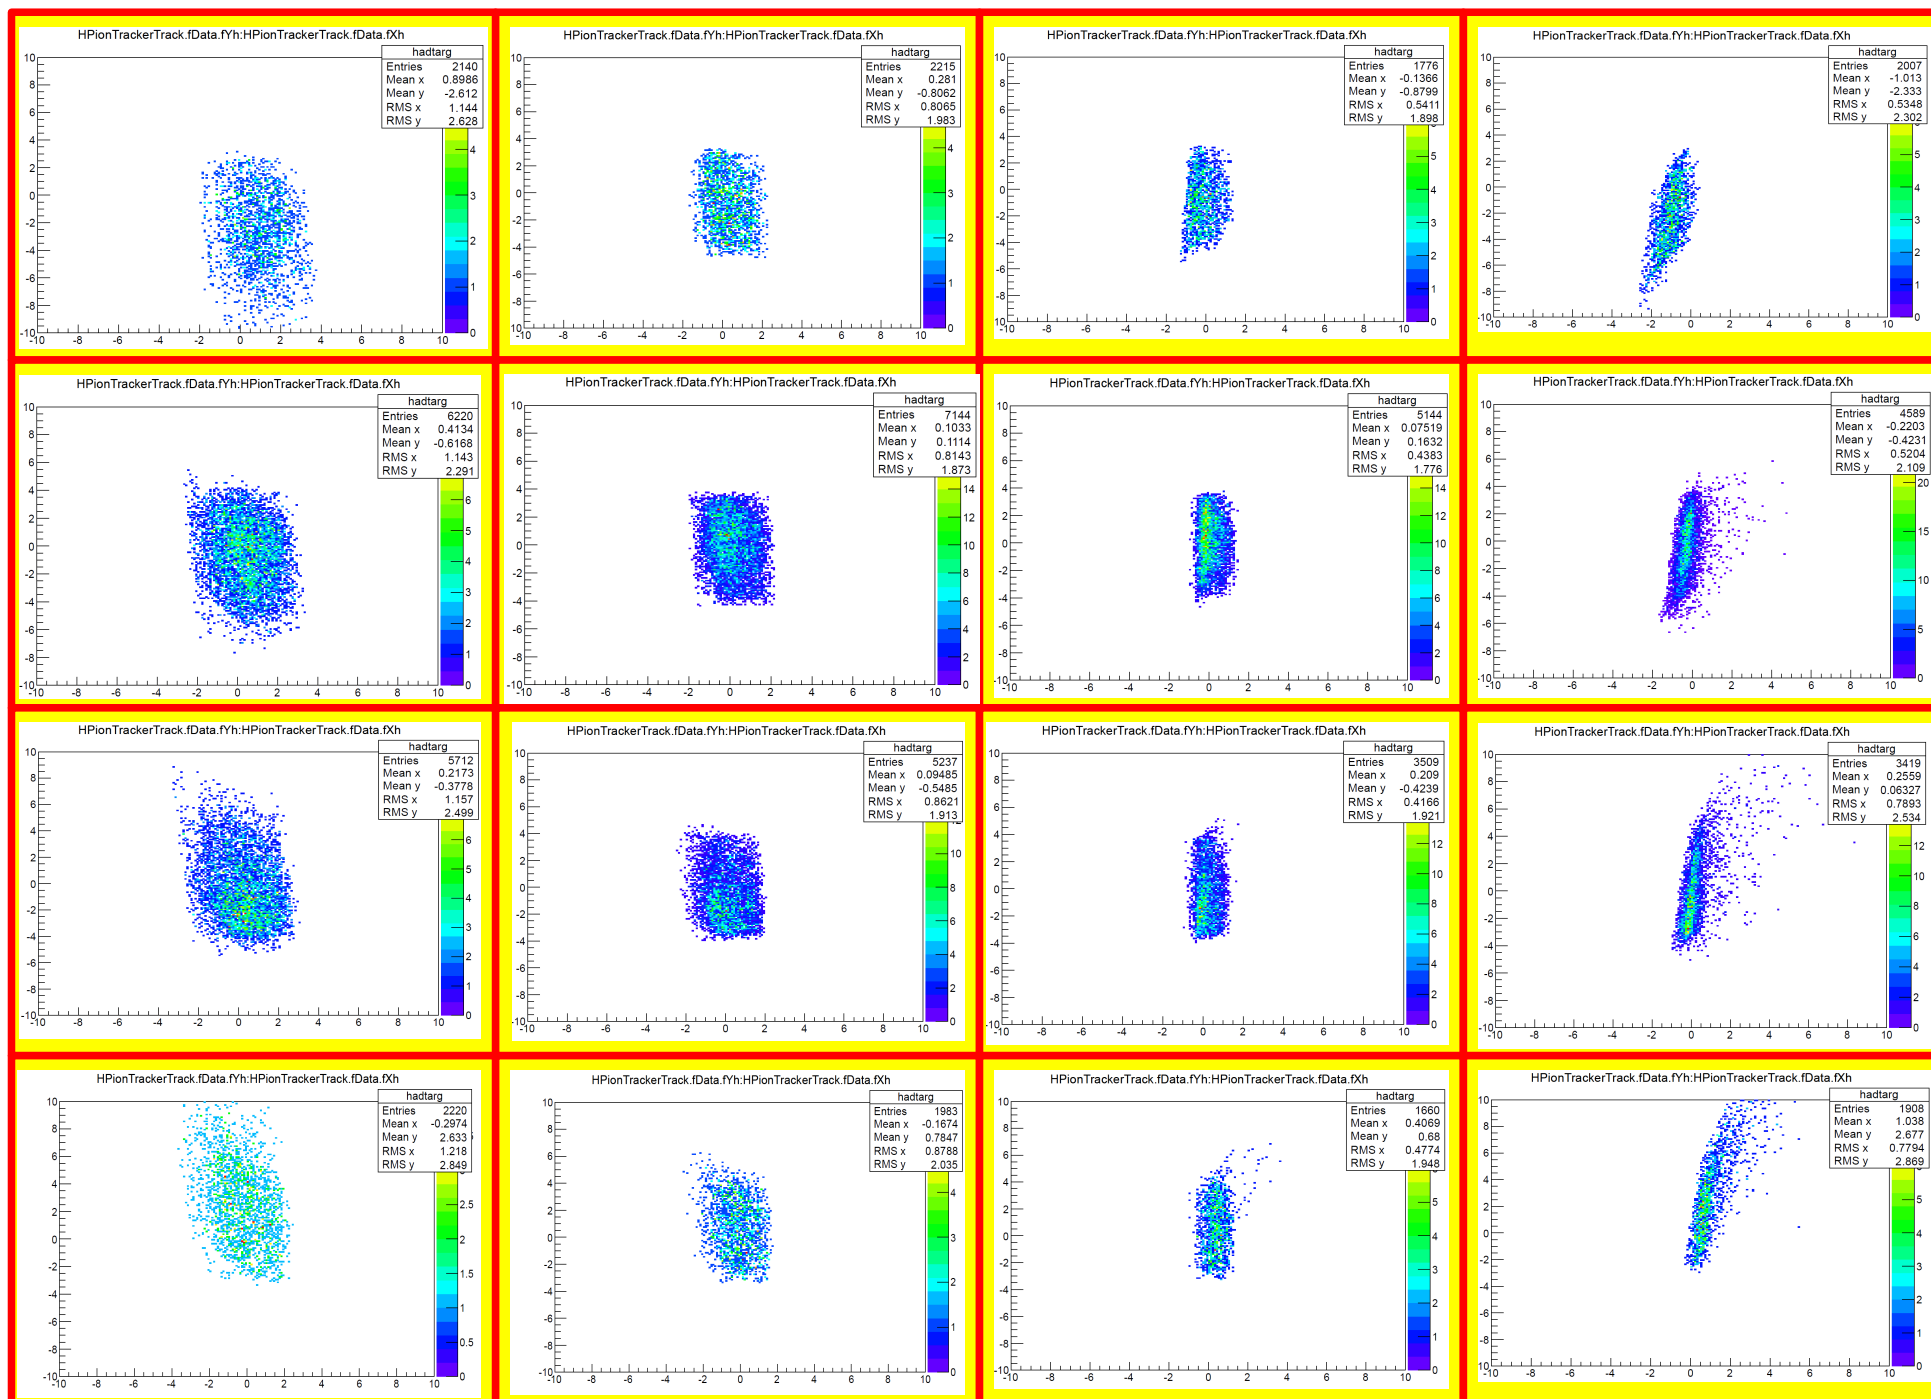 HPionTrackerTrack.fData.fYh:HPionTrackerTrack.fData.fXh
hadtarg
Entries 2140
Mean x 0.8986
Mean y -2.612
RMS x 1.144
RMS y 2.628
HPionTrackerTrack.fData.fYh:HPionTrackerTrack.fData.fXh
hadtarg
Entries 2215
Mean x 0.281
Mean y -0.8062
RMS x 0.8065
RMS y 1.983
HPionTrackerTrack.fData.fYh:HPionTrackerTrack.fData.fXh
hadtarg
Entries 1776
Mean x -0.1366
Mean y -0.8799
RMS x 0.5411
RMS y 1.898
HPionTrackerTrack.fData.fYh:HPionTrackerTrack.fData.fXh
hadtarg
Entries 2007
Mean x -1.013
Mean y -2.333
RMS x 0.5348
RMS y 2.302
HPionTrackerTrack.fData.fYh:HPionTrackerTrack.fData.fXh
hadtarg
Entries 6220
Mean x 0.4134
Mean y -0.6168
RMS x 1.143
RMS y 2.291
HPionTrackerTrack.fData.fYh:HPionTrackerTrack.fData.fXh
hadtarg
Entries 7144
Mean x 0.1033
Mean y 0.1114
RMS x 0.8143
RMS y 1.873
HPionTrackerTrack.fData.fYh:HPionTrackerTrack.fData.fXh
hadtarg
Entries 5144
Mean x 0.07519
Mean y 0.1632
RMS x 0.4383
RMS y 1.776
HPionTrackerTrack.fData.fYh:HPionTrackerTrack.fData.fXh
hadtarg
Entries 4589
Mean x -0.2203
Mean y -0.4231
RMS x 0.5204
RMS y 2.109
HPionTrackerTrack.fData.fYh:HPionTrackerTrack.fData.fXh
hadtarg
Entries 5712
Mean x 0.2173
Mean y -0.3778
RMS x 1.157
RMS y 2.499
HPionTrackerTrack.fData.fYh:HPionTrackerTrack.fData.fXh
hadtarg
Entries 5237
Mean x 0.09485
Mean y -0.5485
RMS x 0.8621
RMS y 1.913
HPionTrackerTrack.fData.fYh:HPionTrackerTrack.fData.fXh
hadtarg
Entries 3509
Mean x 0.209
Mean y -0.4239
RMS x 0.4166
RMS y 1.921
HPionTrackerTrack.fData.fYh:HPionTrackerTrack.fData.fXh
hadtarg
Entries 3419
Mean x 0.2559
Mean y 0.06327
RMS x 0.7893
RMS y 2.534
HPionTrackerTrack.fData.fYh:HPionTrackerTrack.fData.fXh
hadtarg
Entries 2220
Mean x -0.2974
Mean y 2.633
RMS x 1.218
RMS y 2.849
HPionTrackerTrack.fData.fYh:HPionTrackerTrack.fData.fXh
hadtarg
Entries 1983
Mean x -0.1674
Mean y 0.7847
RMS x 0.8788
RMS y 2.035
HPionTrackerTrack.fData.fYh:HPionTrackerTrack.fData.fXh
hadtarg
Entries 1660
Mean x 0.4069
Mean y 0.68
RMS x 0.4774
RMS y 1.948
HPionTrackerTrack.fData.fYh:HPionTrackerTrack.fData.fXh
hadtarg
Entries 1908
Mean x 1.038
Mean y 2.677
RMS x 0.7794
RMS y 2.869